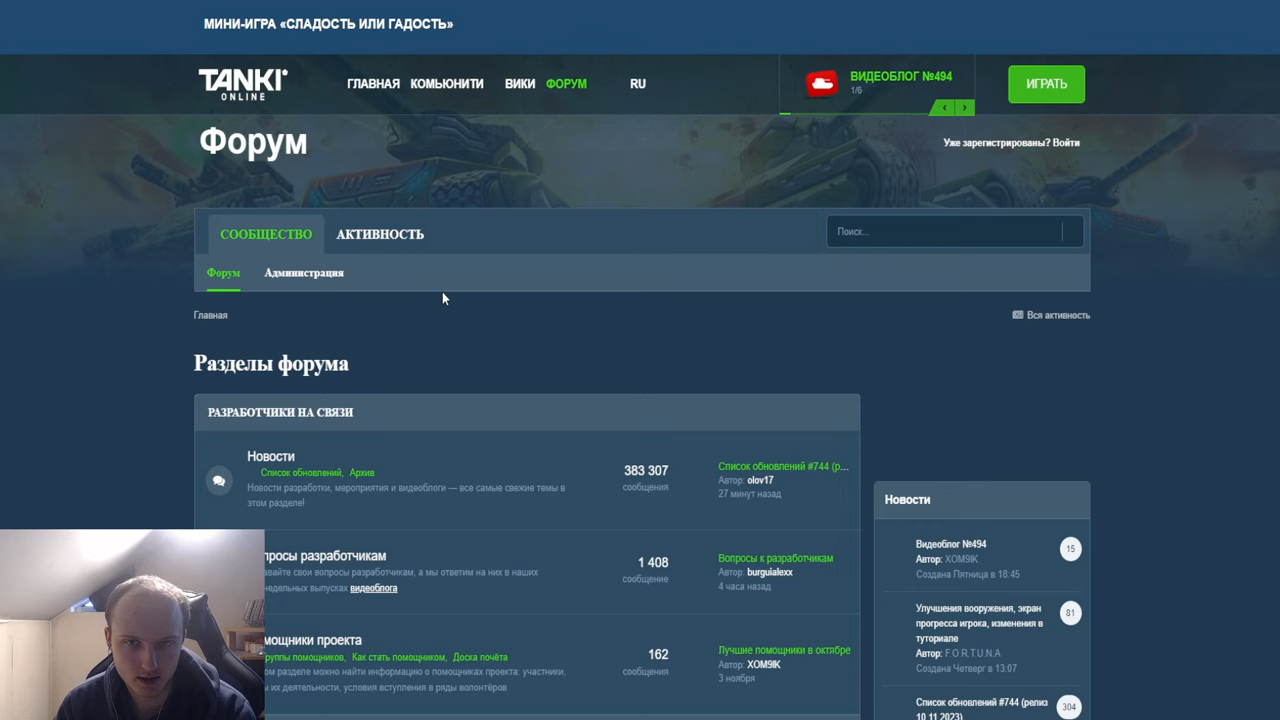 МИНИ-ИГРА «СЛАДОСТЬ ИЛИ ГАДОСТЬ»
TANKI
ONLINE
ГЛАВНАЯ КОМЬЮНИТИ ВИКИ ФОРУМ RU
ВИДЕОБЛОГ №494
1/6
ИГРАТЬ
Форум
Уже зарегистрированы? Войти
СООБЩЕСТВО АКТИВНОСТЬ
Поиск...
Форум Администрация
Главная
Вся активность
Разделы форума
РАЗРАБОТЧИКИ НА СВЯЗИ
Новости
Список обновлений, Архив
Новости разработки, мероприятия и видеоблоги — все самые свежие темы в
этом разделе!
383 307
сообщения
Список обновлений #744 (р...
Автор: olov17
27 минут назад
просы разработчикам
авайте свои вопросы разработчикам, а мы ответим на них в наших
недельных выпусках видеоблога
1 408
сообщения
Вопросы к разработчикам
Автор: burguialexx
4 часа назад
мощники проекта
руппы помощников, Как стать помощником, Доска почёта
ом разделе можно найти информацию о помощниках проекта: участники,
ы их деятельности, условия вступления в ряды волонтёров
162
сообщения
Лучшие помощники в октябре
Автор: XOM9IK
3 ноября
Новости
Видеоблог №494
Автор: XOM9IK
Создана Пятница в 18:45
15
Улучшения вооружения, экран
прогресса игрока, изменения в
туториале
Автор: F.O.R.T.U.N.A
Создана Четверг в 13:07
81
Список обновлений #744 (релиз
10.11.2023)
304